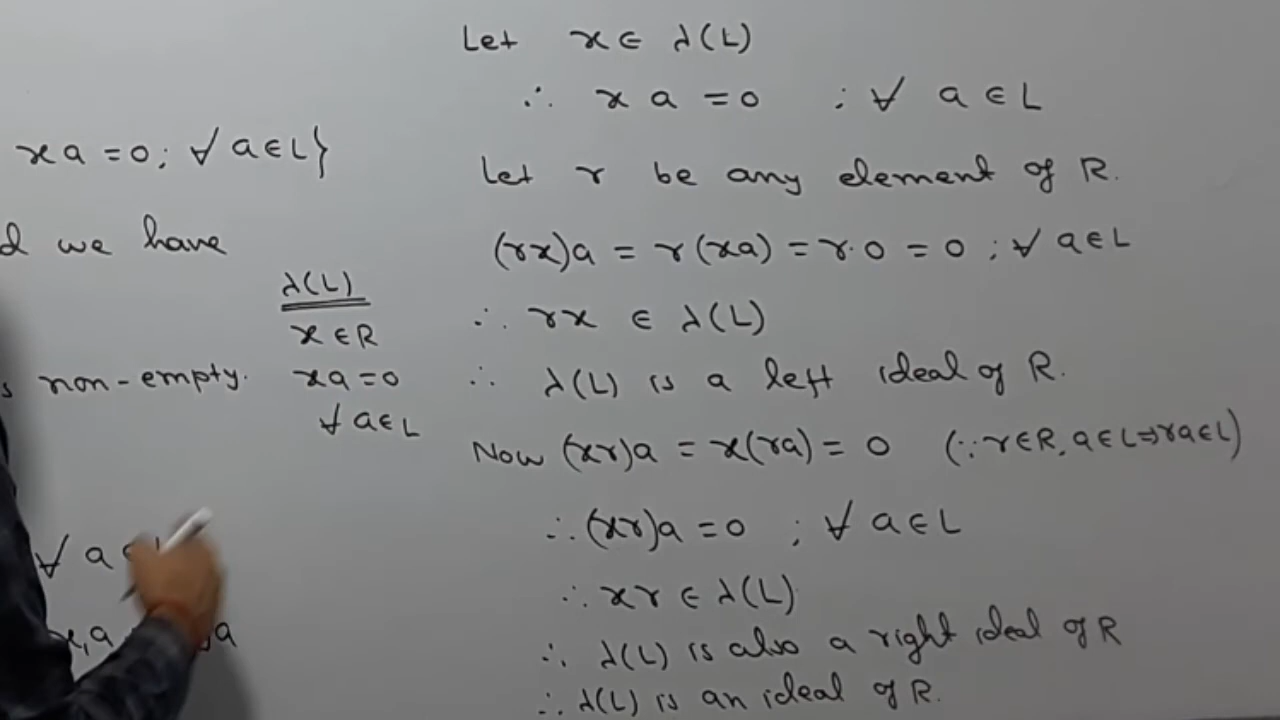 x a = 0 ; ∀ a ∈ L}
we have
non-empty.
∀ a
λ(L)
x ∈ R
x a = 0
∀ a ∈ L
Let x ∈ λ(L)
∴ x a = 0 ; ∀ a ∈ L
Let r be any element of R.
(rx)a = r(xa) = r·0 = 0 ; ∀ a ∈ L
∴ rx ∈ λ(L)
∴ λ(L) is a left ideal of R.
Now (xr)a = x(ra) = 0 (∵ r ∈ R, a ∈ L ⇒ ra ∈ L)
∴ (xr)a = 0 ; ∀ a ∈ L
∴ xr ∈ λ(L)
∴ λ(L) is also a right ideal of R
∴ λ(L) is an ideal of R.